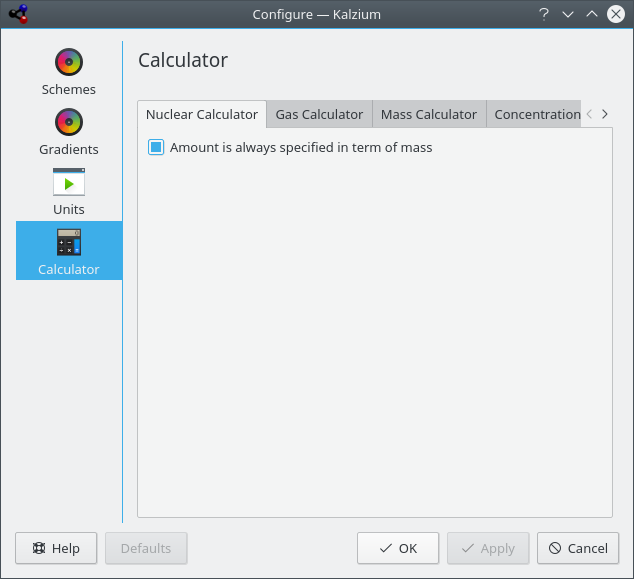 Configure — Kalzium
Schemes
Gradients
Units
Calculator
Calculator
Nuclear Calculator
Gas Calculator
Mass Calculator
Concentration
Amount is always specified in term of mass
Help
Defaults
OK
Apply
Cancel